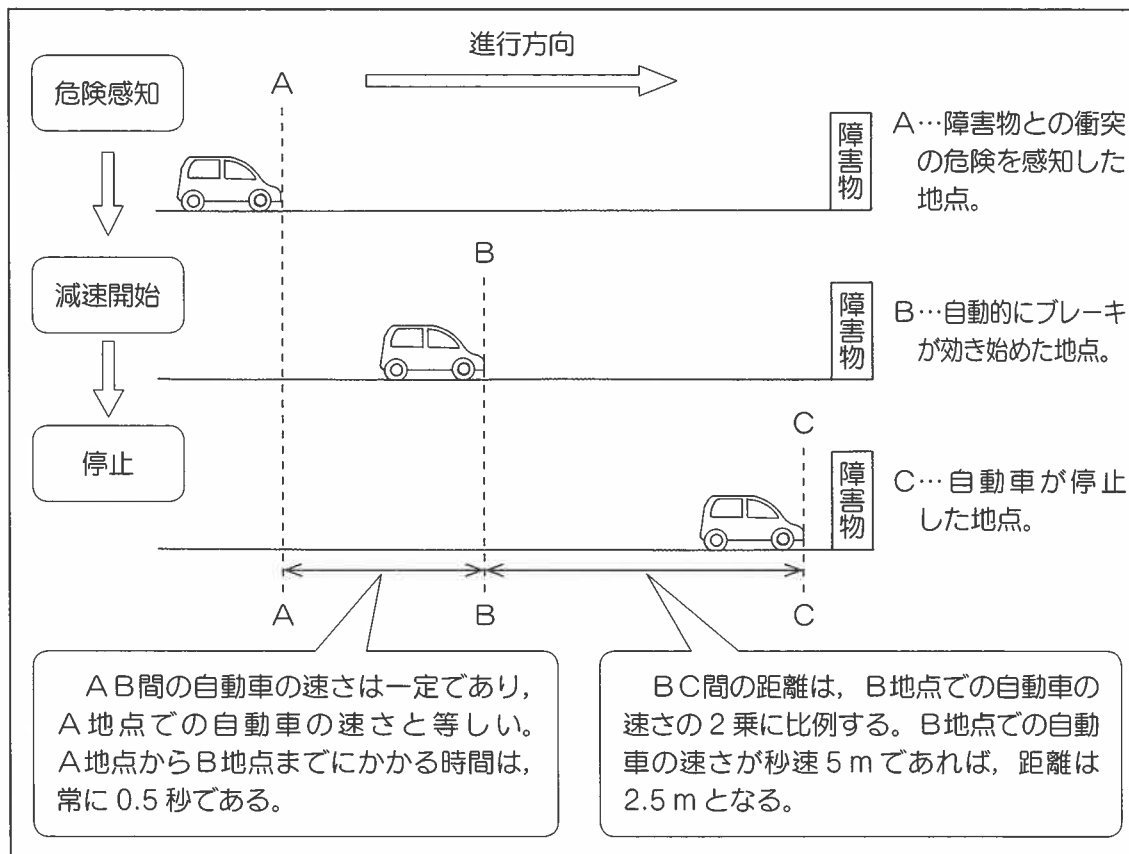 進行方向
危険感知
A
障害物
A…障害物との衝突
の危険を感知した
地点。
B
減速開始
障害物
B…自動的にブレーキ
が効き始めた地点。
C
停止
障害物
C…自動車が停止
した地点。
A
B
C
AB間の自動車の速さは一定であり，
A地点での自動車の速さと等しい。
A地点からB地点までにかかる時間は，
常に0.5秒である。
BC間の距離は，B地点での自動車の
速さの2乗に比例する。B地点での自動
車の速さが秒速5mであれば，距離は
2.5mとなる。